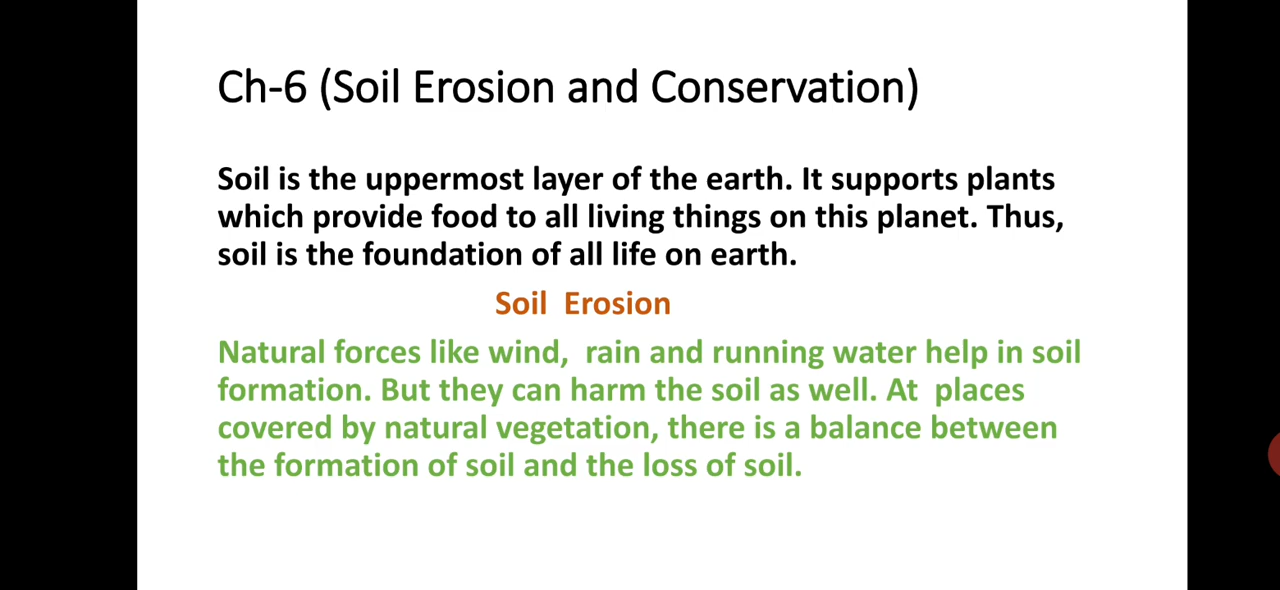 Ch-6 (Soil Erosion and Conservation)
Soil is the uppermost layer of the earth. It supports plants
which provide food to all living things on this planet. Thus,
soil is the foundation of all life on earth.
Soil  Erosion
Natural forces like wind,  rain and running water help in soil
formation. But they can harm the soil as well. At  places
covered by natural vegetation, there is a balance between
the formation of soil and the loss of soil.